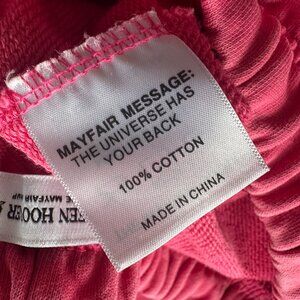 MAYFAIR MESSAGE:
THE UNIVERSE HAS
YOUR BACK
100% COTTON
MADE IN CHINA